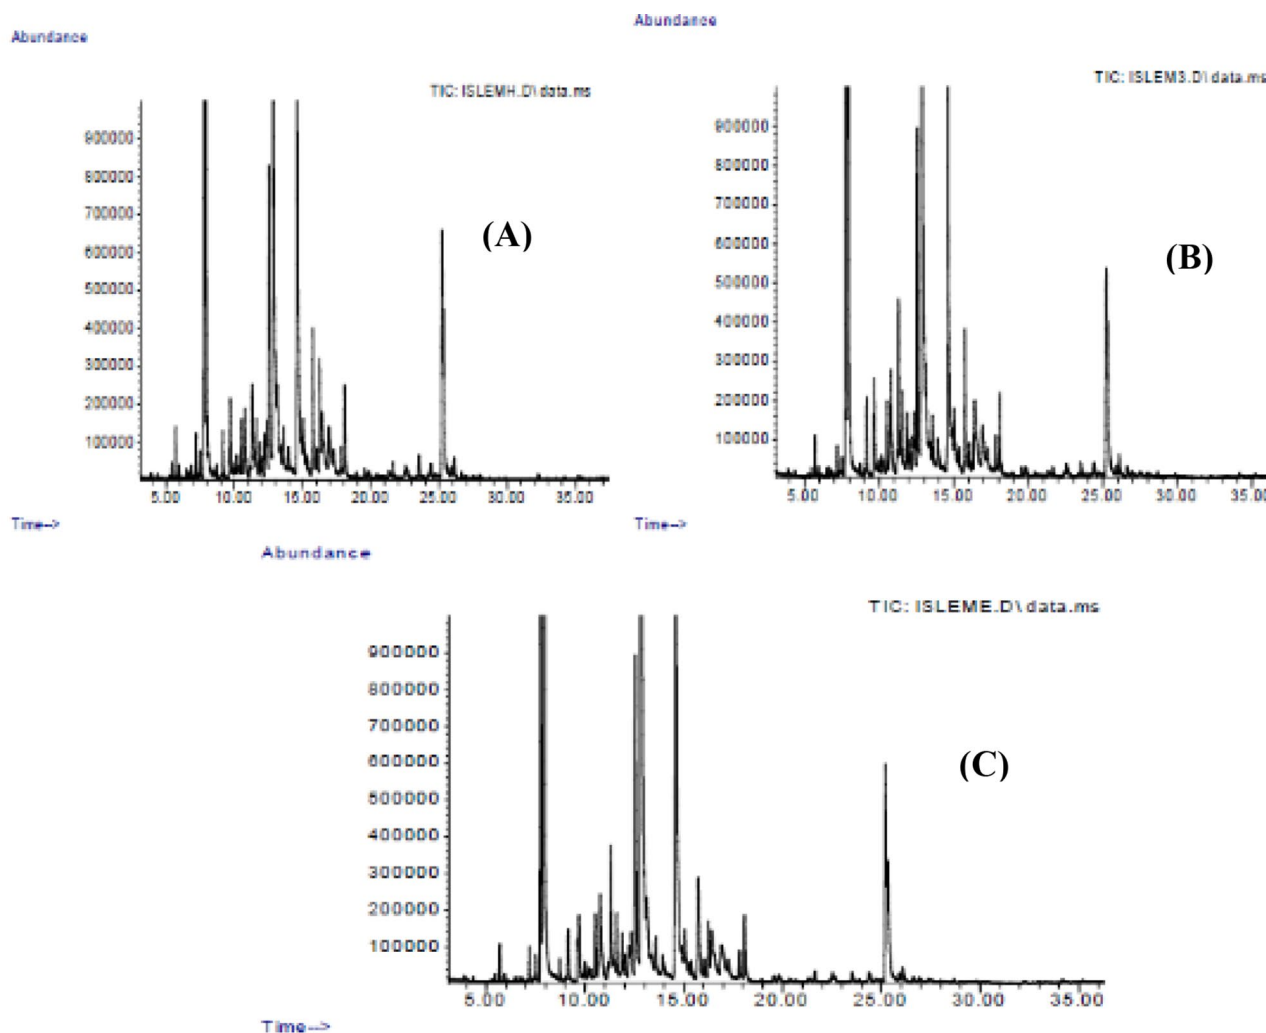 Abundance
TIC: ISLEMH.D\data.ms
900000
800000
700000
600000
500000
400000
300000
200000
100000
(A)
5.00 10.00 15.00 20.00 25.00 30.00 35.00
Time-->
Abundance
TIC: ISLEM3.D\data.ms
900000
800000
700000
600000
500000
400000
300000
200000
100000
(B)
5.00 10.00 15.00 20.00 25.00 30.00 35.00
Time-->
Abundance
TIC: ISLEME.D\data.ms
900000
800000
700000
600000
500000
400000
300000
200000
100000
(C)
5.00 10.00 15.00 20.00 25.00 30.00 35.00
Time-->